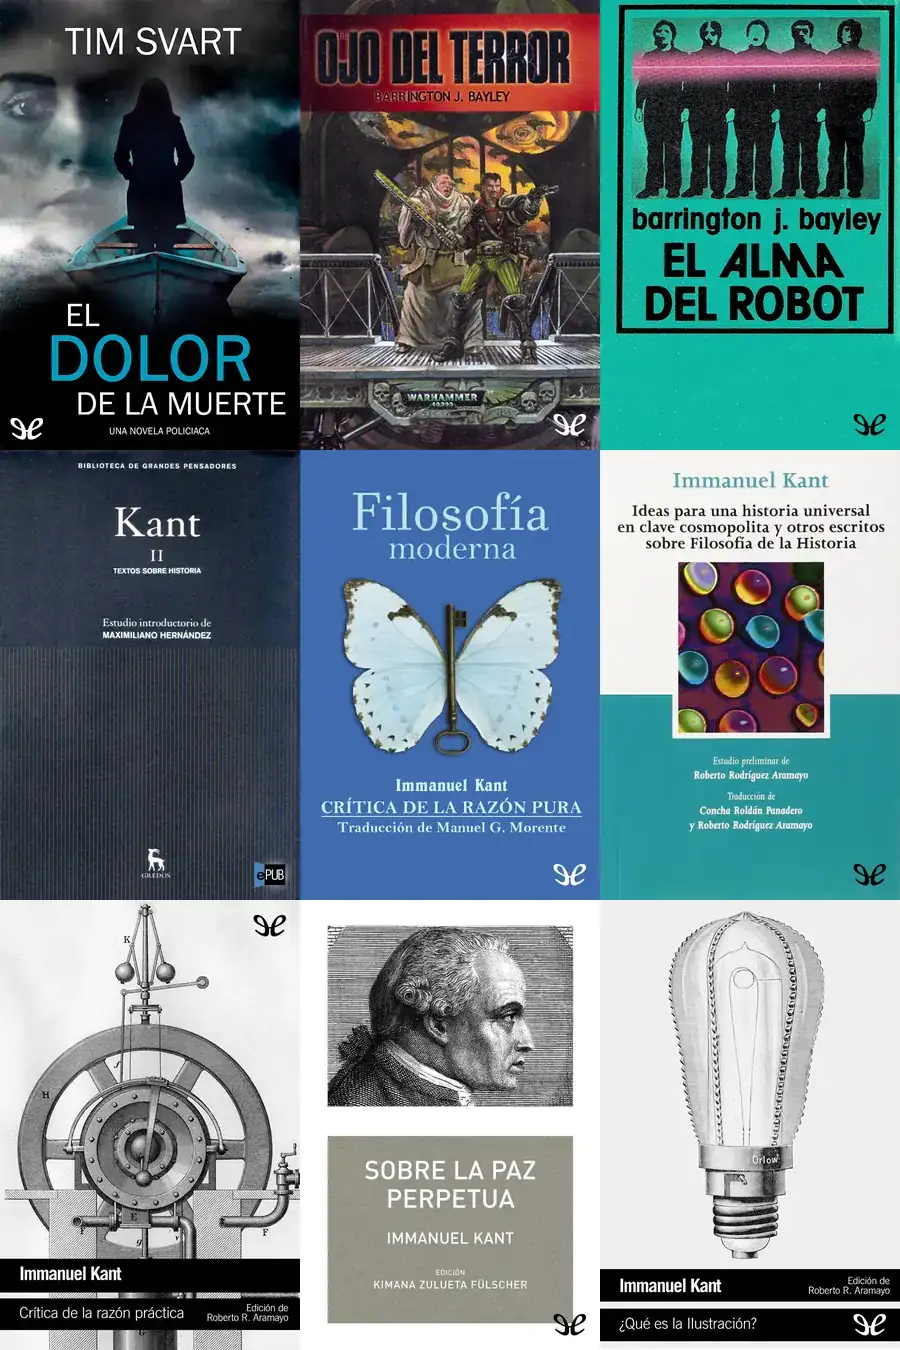 TIM SVART
EL
DOLOR
DE LA MUERTE
UNA NOVELA POLICIACA
EL
OJO DEL TERROR
BARRINGTON J. BAYLEY
WARHAMMER
40,000
barrington j. bayley
EL ALMA
DEL ROBOT
BIBLIOTECA DE GRANDES PENSADORES
Kant
II
TEXTOS SOBRE HISTORIA
Estudio introductorio de
MAXIMILIANO HERNÁNDEZ
GREDOS
ePUB
Filosofía
moderna
Immanuel Kant
CRÍTICA DE LA RAZÓN PURA
Traducción de Manuel G. Morente
Immanuel Kant
Ideas para una historia universal
en clave cosmopolita y otros escritos
sobre Filosofía de la Historia
Estudio preliminar de
Roberto Rodríguez Aramayo
Traducción de
Concha Roldán Panadero
y Roberto Rodríguez Aramayo
K
H
f
E
F
F
g
v
G
Immanuel Kant
Crítica de la razón práctica
Edición de
Roberto R. Aramayo
SOBRE LA PAZ
PERPETUA
IMMANUEL KANT
EDICIÓN
KIMANA ZULUETA FÜLSCHER
Orlow
Immanuel Kant
Edición de
Roberto R. Aramayo
¿Qué es la Ilustración?